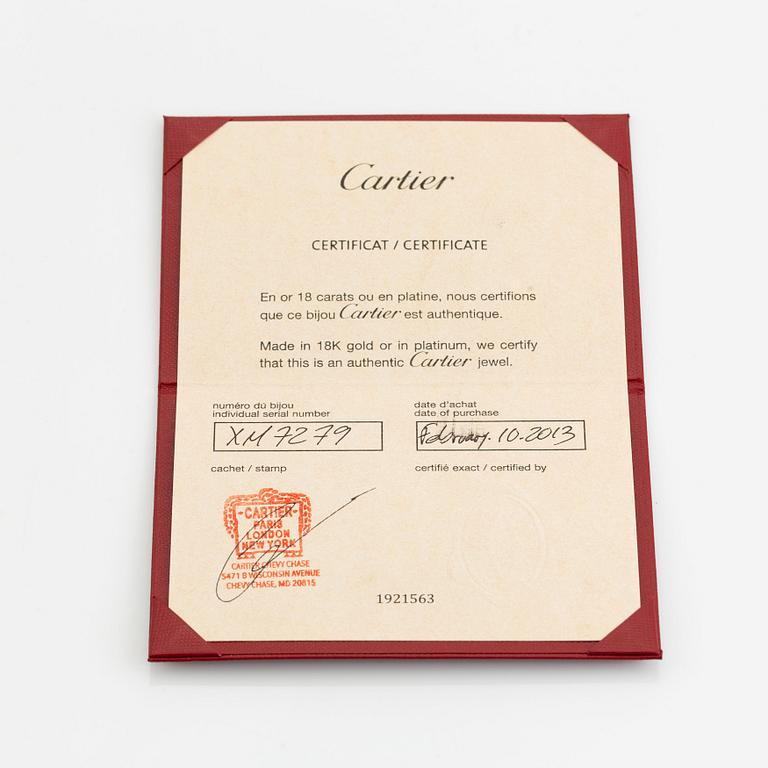 Cartier
CERTIFICAT / CERTIFICATE
En or 18 carats ou en platine, nous certifions
que ce bijou Cartier est authentique.
Made in 18K gold or in platinum, we certify
that this is an authentic Cartier jewel.
numéro du bijou
individual serial number
XM7279
date d'achat
date of purchase
February. 10-2013
cachet / stamp
certifié exact / certified by
-CARTIER-
PARIS
LONDON
NEW YORK
CARTIER CHEVY CHASE
5471 B WISCONSIN AVENUE
CHEVY CHASE, MD 20815
1921563